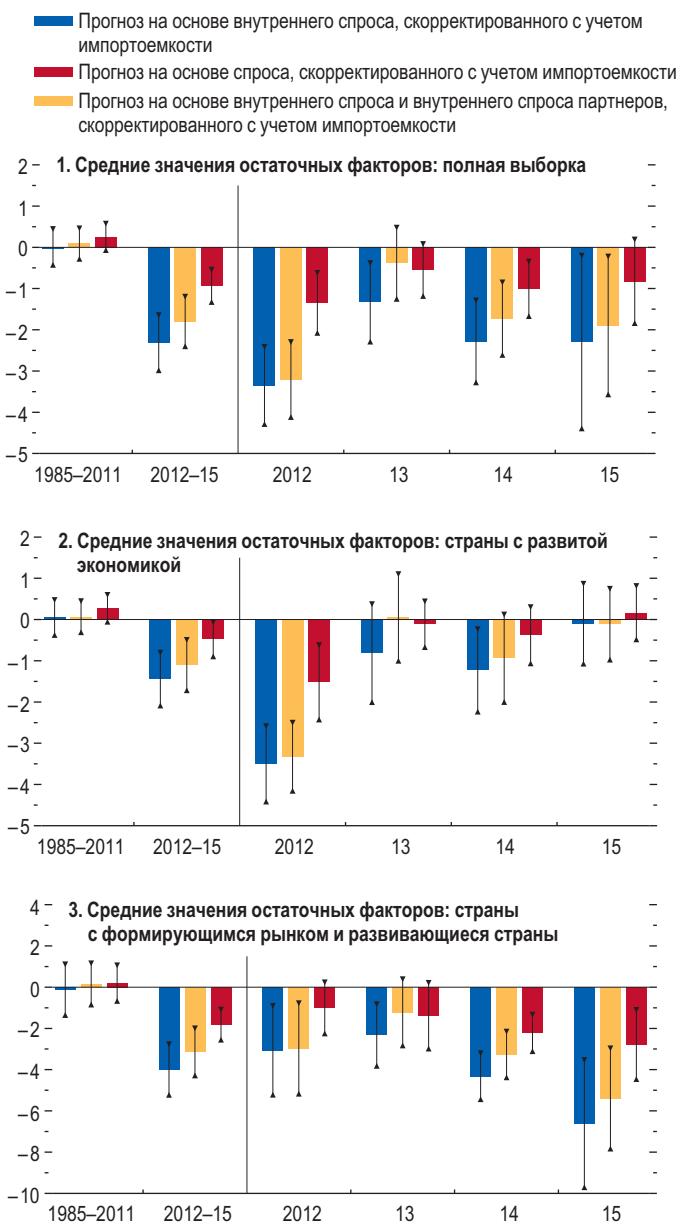 Прогноз на основе внутреннего спроса, скорректированного с учетом
импортоемкости
Прогноз на основе спроса, скорректированного с учетом импортоемкости
Прогноз на основе внутреннего спроса и внутреннего спроса партнеров,
скорректированного с учетом импортоемкости
1. Средние значения остаточных факторов: полная выборка
2
1
0
–1
–2
–3
–4
–5
1985–2011 2012–15 2012 13 14 15
2. Средние значения остаточных факторов: страны с развитой
экономикой
2
1
0
–1
–2
–3
–4
–5
1985–2011 2012–15 2012 13 14 15
3. Средние значения остаточных факторов: страны
с формирующимся рынком и развивающиеся страны
4
2
0
–2
–4
–6
–8
–10
1985–2011 2012–15 2012 13 14 15